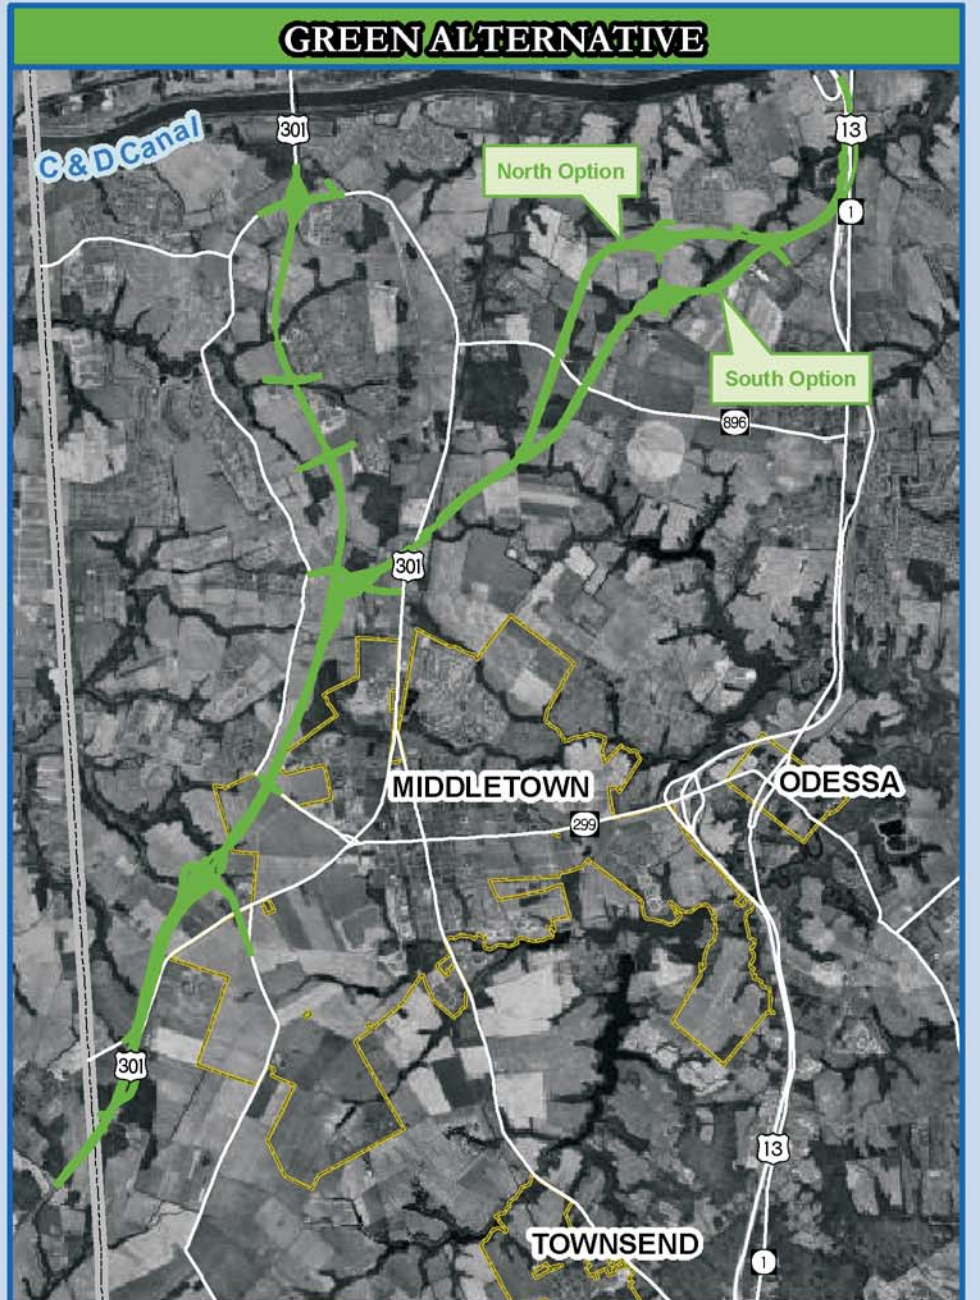 GREEN ALTERNATIVE
C & D Canal
301
13
North Option
1
South Option
896
301
MIDDLETOWN
ODESSA
299
301
13
TOWNSEND
1